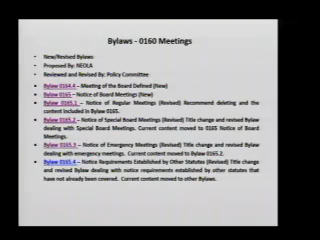 Bylaws - 0160 Meetings
• New/Revised Bylaws
• Proposed By: NEOLA
• Reviewed and Revised By: Policy Committee
• Bylaw 0164.4 – Meeting of the Board Defined (New)
• Bylaw 0165 – Notice of Board Meetings (New)
• Bylaw 0165.1 – Notice of Regular Meetings (Revised) Recommend deleting and the
content included in Bylaw 0165.
• Bylaw 0165.2 – Notice of Special Board Meetings (Revised) Title change and revised Bylaw
dealing with Special Board Meetings. Current content moved to 0165 Notice of Board
Meetings.
• Bylaw 0165.3 – Notice of Emergency Meetings (Revised) Title change and revised Bylaw
dealing with emergency meetings. Current content moved to Bylaw 0165.2.
• Bylaw 0165.4 – Notice Requirements Established by Other Statutes (Revised) Title change
and revised Bylaw dealing with notice requirements established by other statutes that
have not already been covered. Current content moved to other Bylaws.